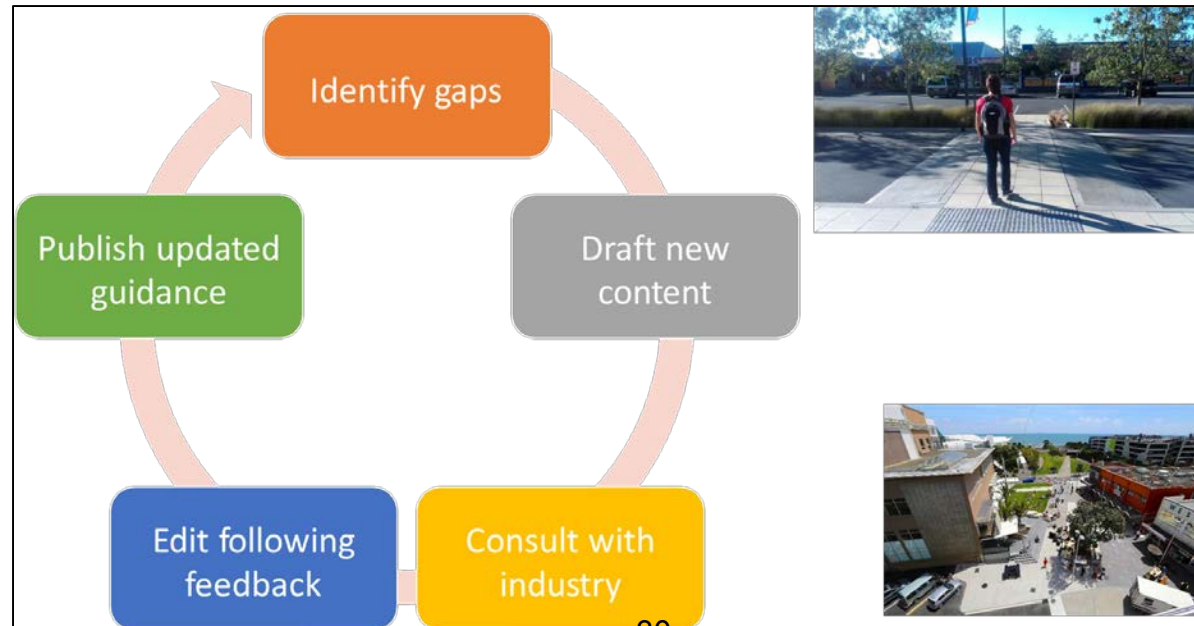 Identify gaps
Draft new
content
Consult with
industry
Edit following
feedback
Publish updated
guidance